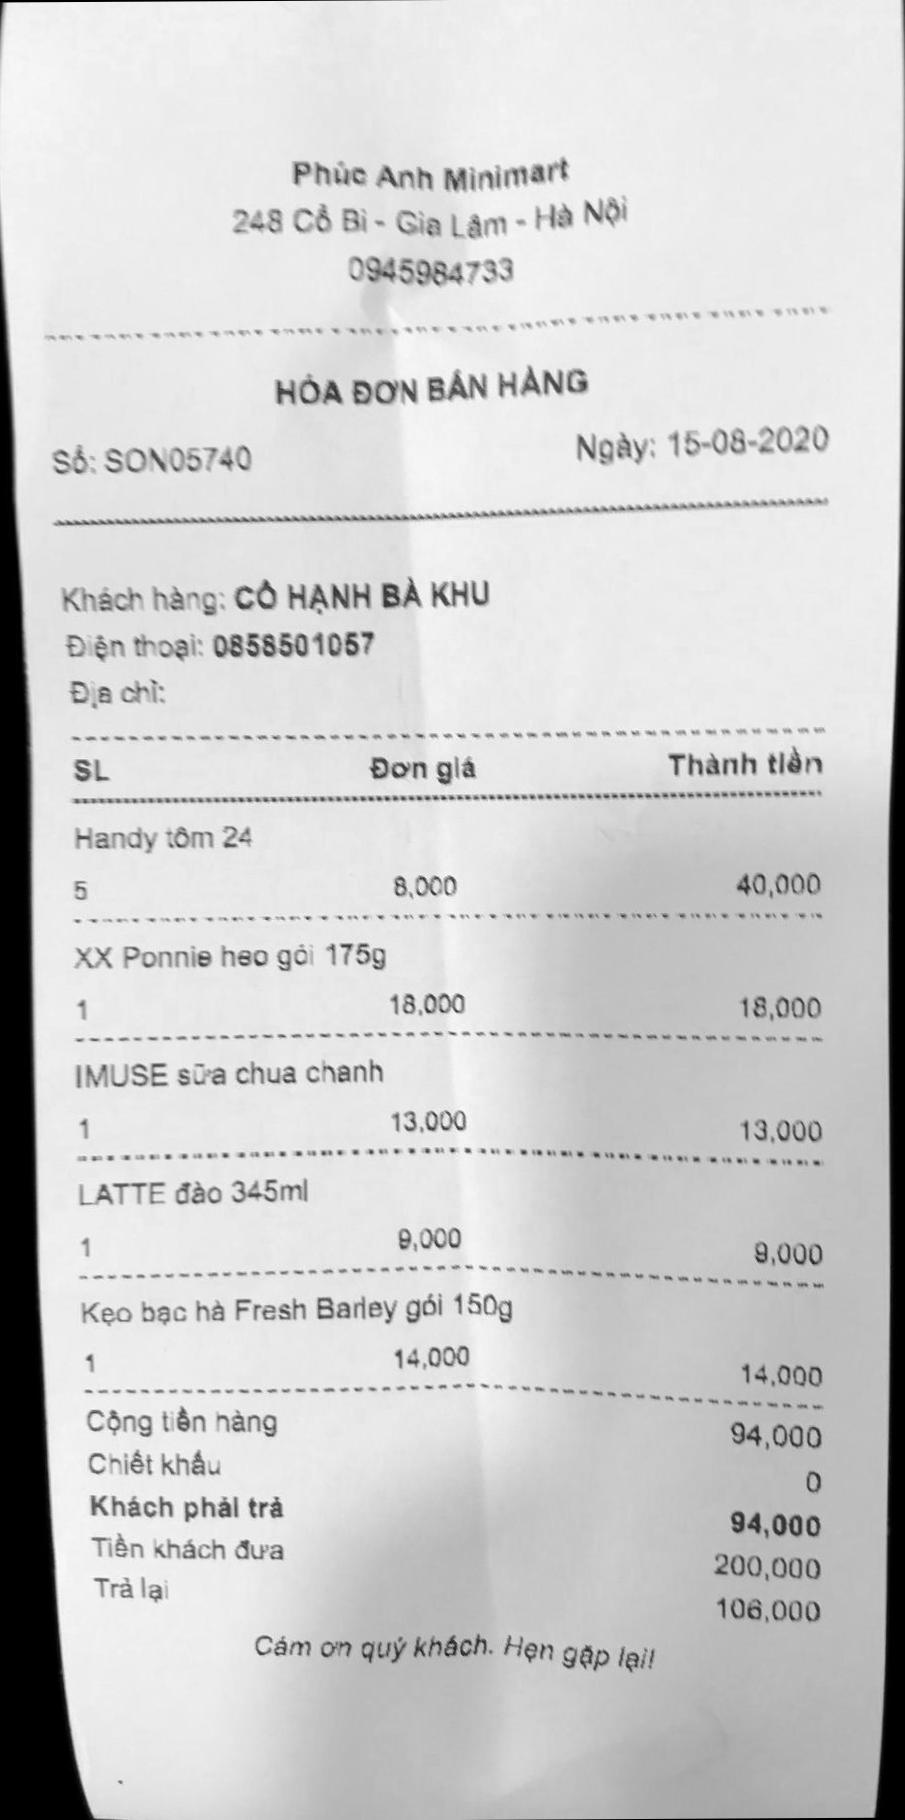 Phúc Anh Minimart
248 Cổ Bi - Gia Lâm - Hà Nội
0945984733
HÓA ĐƠN BÁN HÀNG
Số: SON05740 Ngày: 15-08-2020
Khách hàng: CÔ HẠNH BÀ KHU
Điện thoại: 0858501057
Địa chỉ:
SL Đơn giá Thành tiền
Handy tôm 24
5 8,000 40,000
XX Ponnie heo gói 175g
1 18,000 18,000
IMUSE sữa chua chanh
1 13,000 13,000
LATTE đào 345ml
1 9,000 9,000
Kẹo bạc hà Fresh Barley gói 150g
1 14,000 14,000
Cộng tiền hàng 94,000
Chiết khấu 0
Khách phải trả 94,000
Tiền khách đưa 200,000
Trả lại 106,000
Cám ơn quý khách. Hẹn gặp lại!